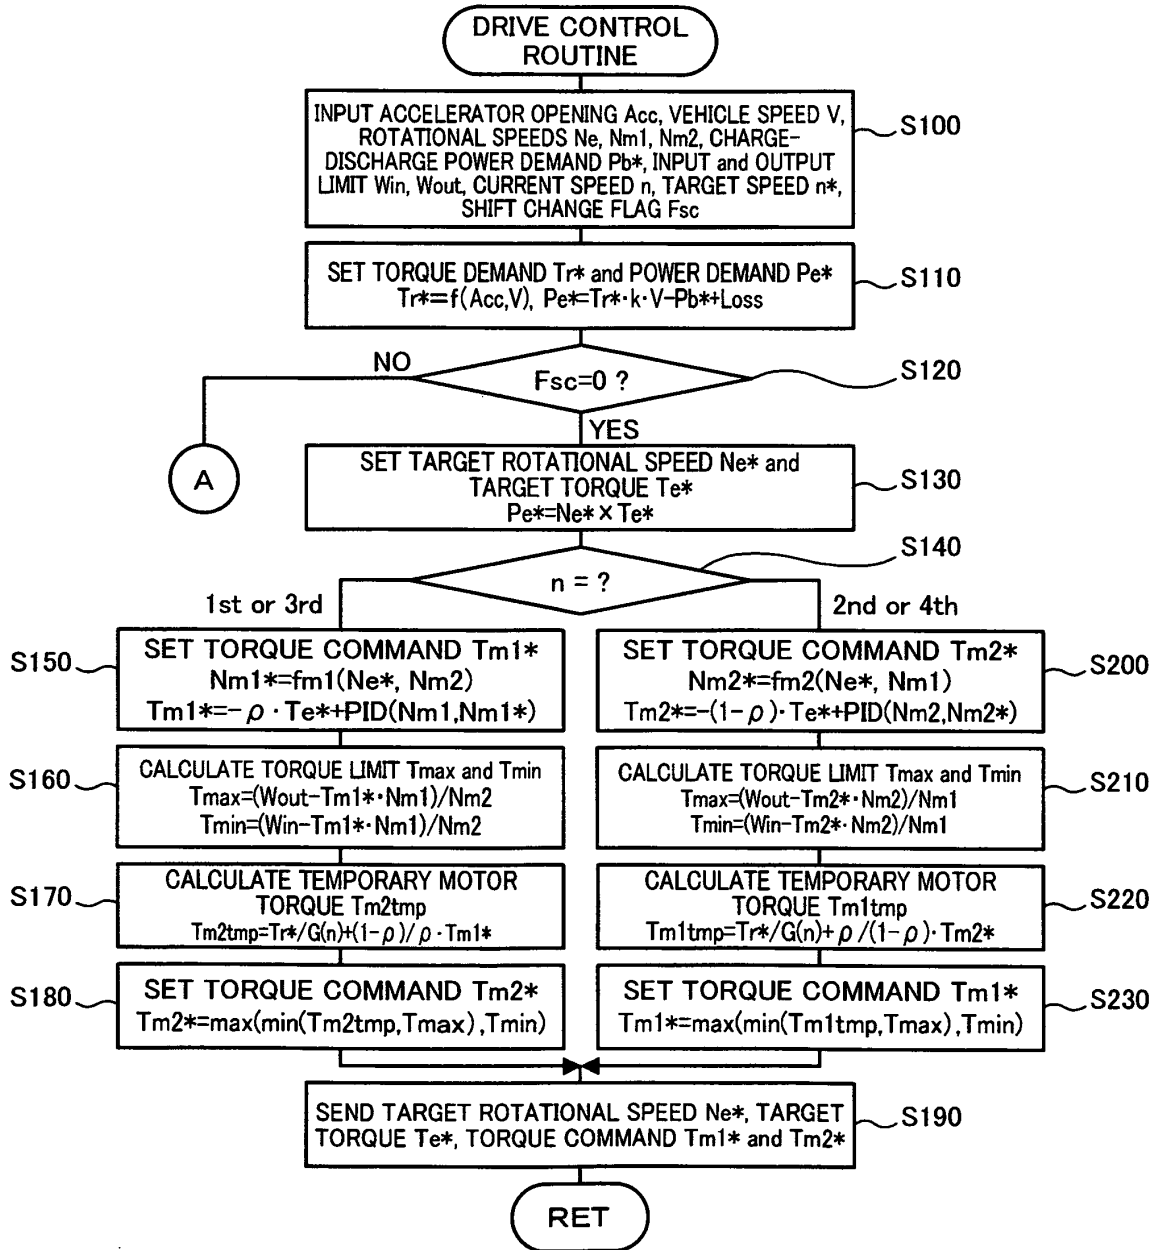 DRIVE CONTROL
ROUTINE
INPUT ACCELERATOR OPENING Acc, VEHICLE SPEED V,
ROTATIONAL SPEEDS Ne, Nm1, Nm2, CHARGE-
DISCHARGE POWER DEMAND Pb*, INPUT and OUTPUT
LIMIT Win, Wout, CURRENT SPEED n, TARGET SPEED n*,
SHIFT CHANGE FLAG Fsc
S100
SET TORQUE DEMAND Tr* and POWER DEMAND Pe*
Tr*=f(Acc,V), Pe*=Tr*·k·V-Pb*+Loss
S110
NO
Fsc=0 ?
S120
YES
A
SET TARGET ROTATIONAL SPEED Ne* and
TARGET TORQUE Te*
Pe*=Ne*×Te*
S130
S140
n = ?
1st or 3rd
2nd or 4th
S150
SET TORQUE COMMAND Tm1*
Nm1*=fm1(Ne*, Nm2)
Tm1*=-ρ·Te*+PID(Nm1,Nm1*)
SET TORQUE COMMAND Tm2*
Nm2*=fm2(Ne*, Nm1)
Tm2*=-(1-ρ)·Te*+PID(Nm2,Nm2*)
S200
S160
CALCULATE TORQUE LIMIT Tmax and Tmin
Tmax=(Wout-Tm1*·Nm1)/Nm2
Tmin=(Win-Tm1*·Nm1)/Nm2
CALCULATE TORQUE LIMIT Tmax and Tmin
Tmax=(Wout-Tm2*·Nm2)/Nm1
Tmin=(Win-Tm2*·Nm2)/Nm1
S210
S170
CALCULATE TEMPORARY MOTOR
TORQUE Tm2tmp
Tm2tmp=Tr*/G(n)+(1-ρ)/ρ·Tm1*
CALCULATE TEMPORARY MOTOR
TORQUE Tm1tmp
Tm1tmp=Tr*/G(n)+ρ/(1-ρ)·Tm2*
S220
S180
SET TORQUE COMMAND Tm2*
Tm2*=max(min(Tm2tmp,Tmax),Tmin)
SET TORQUE COMMAND Tm1*
Tm1*=max(min(Tm1tmp,Tmax),Tmin)
S230
SEND TARGET ROTATIONAL SPEED Ne*, TARGET
TORQUE Te*, TORQUE COMMAND Tm1* and Tm2*
S190
RET